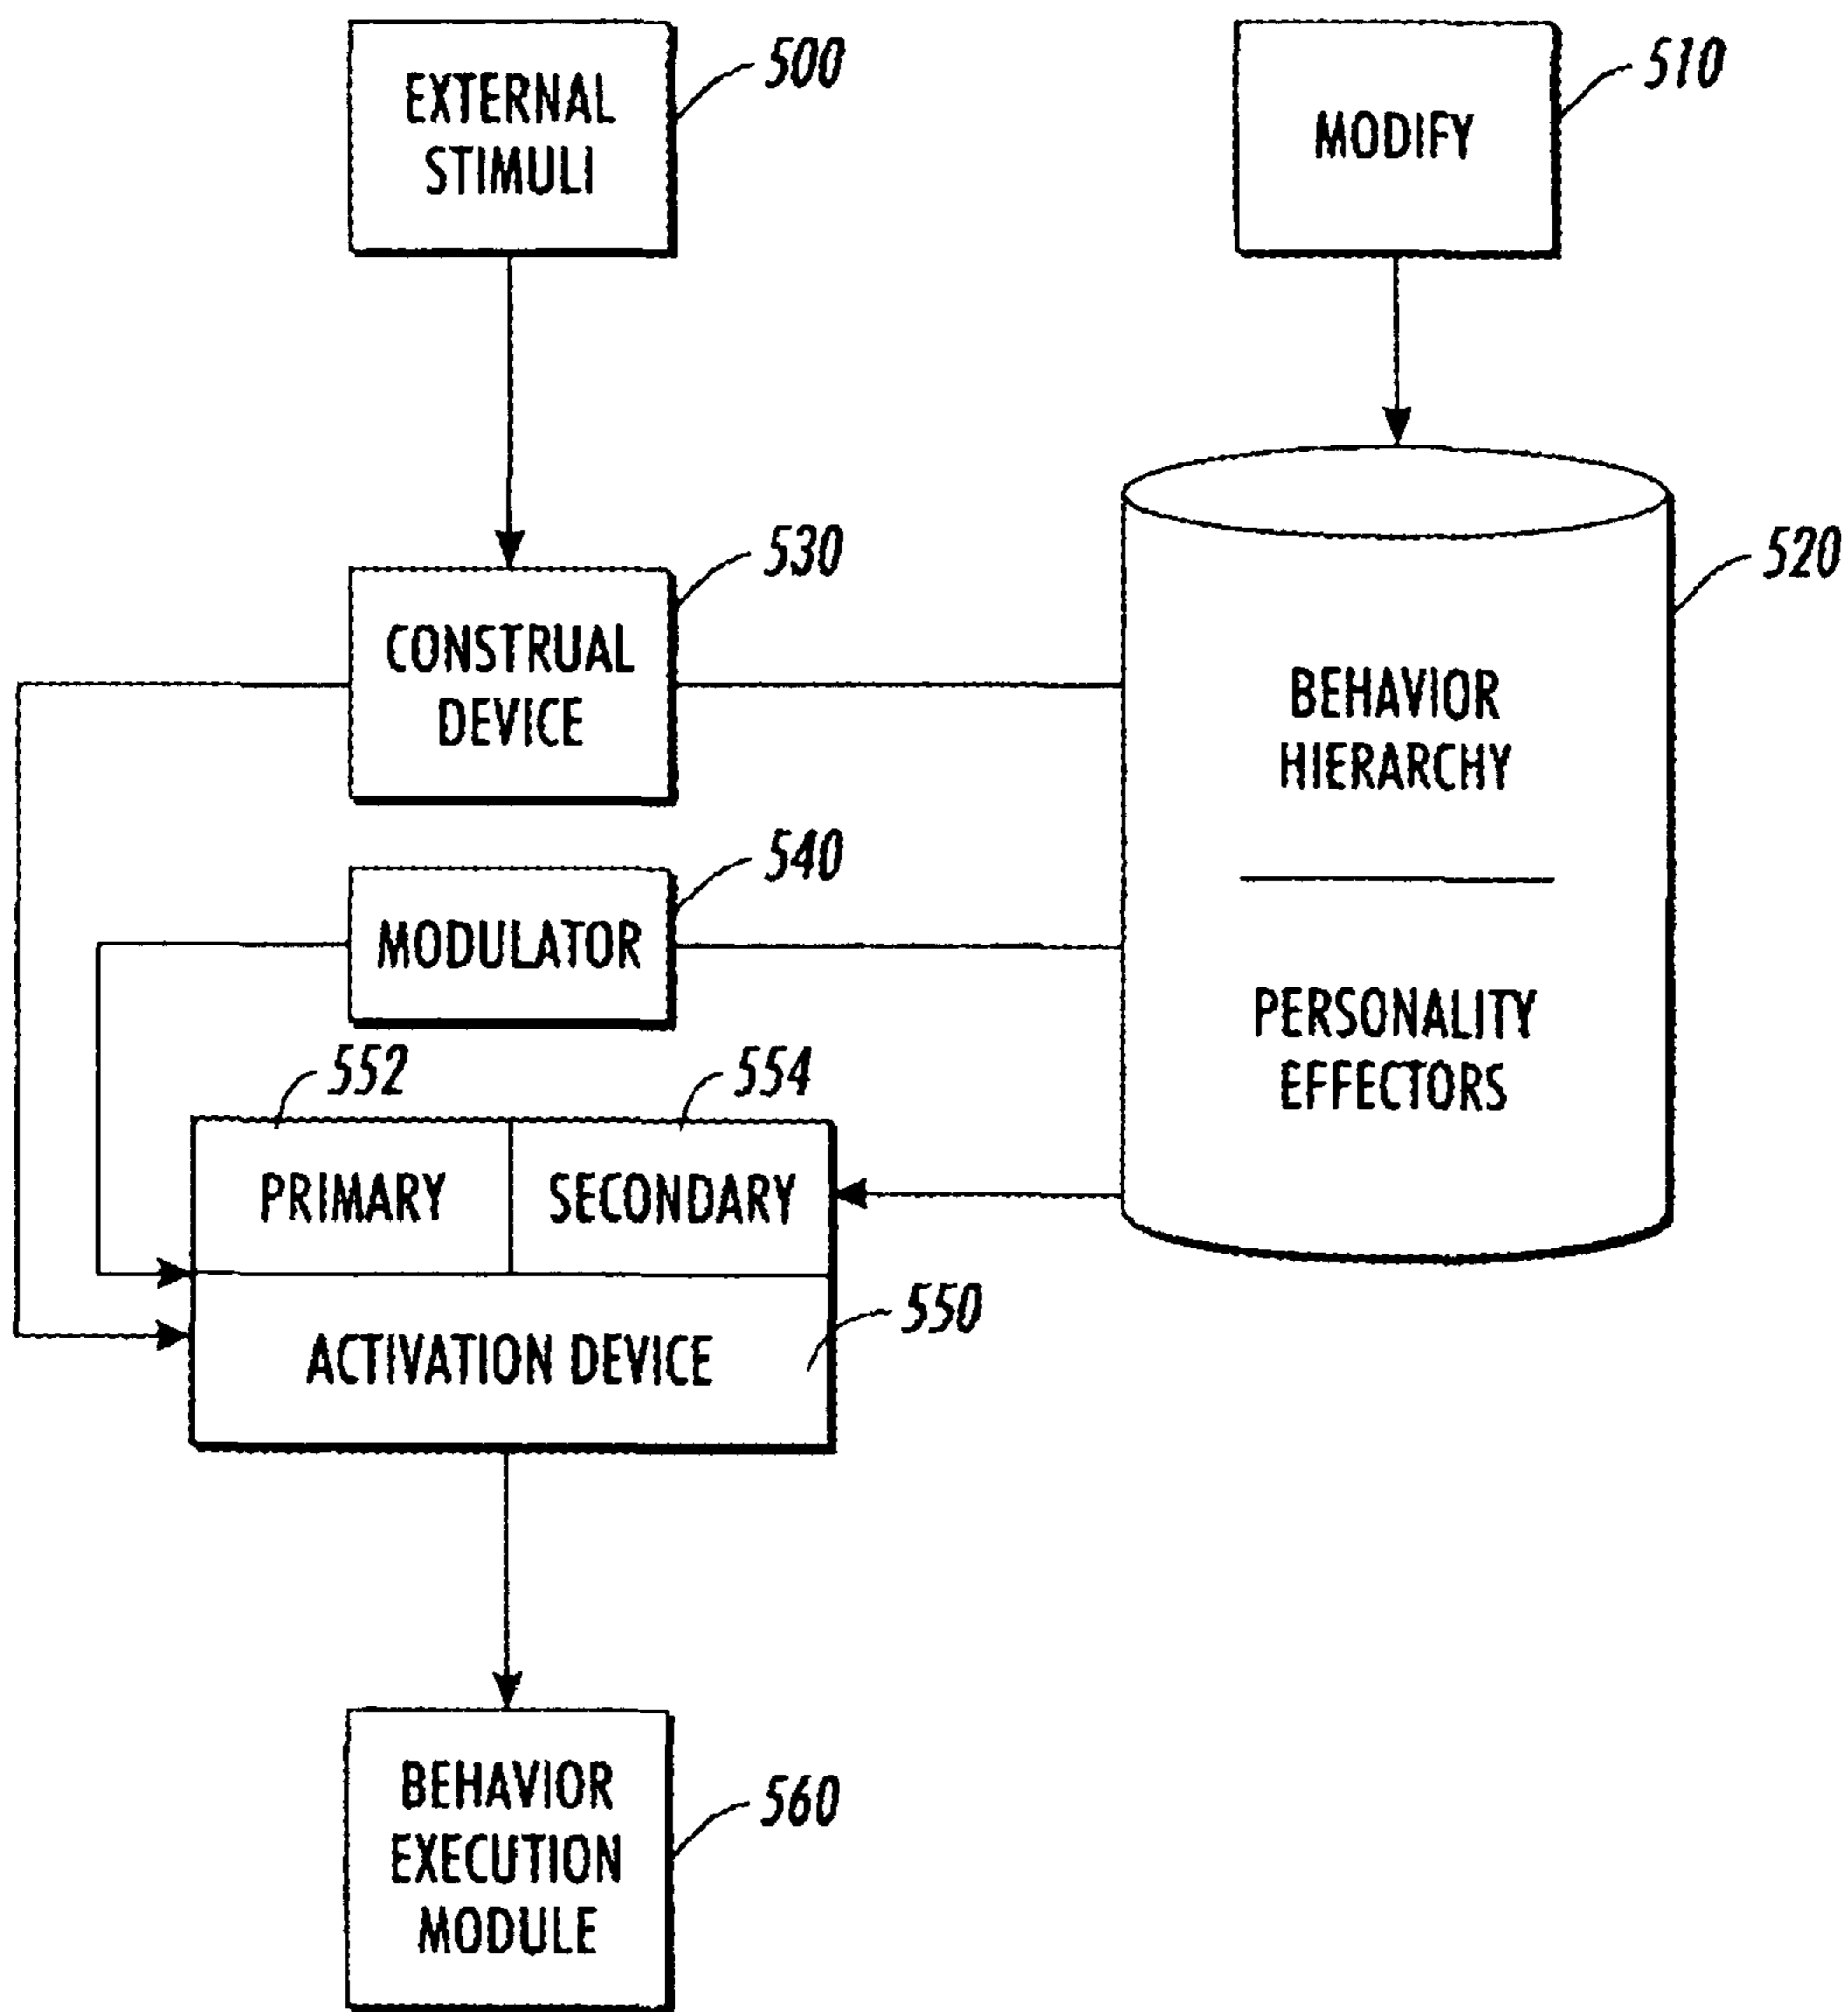 EXTERNAL
STIMULI
500
MODIFY
510
CONSTRUAL
DEVICE
530
BEHAVIOR
HIERARCHY
520
MODULATOR
540
PERSONALITY
EFFECTORS
552
554
PRIMARY
SECONDARY
ACTIVATION DEVICE
550
BEHAVIOR
EXECUTION
MODULE
560